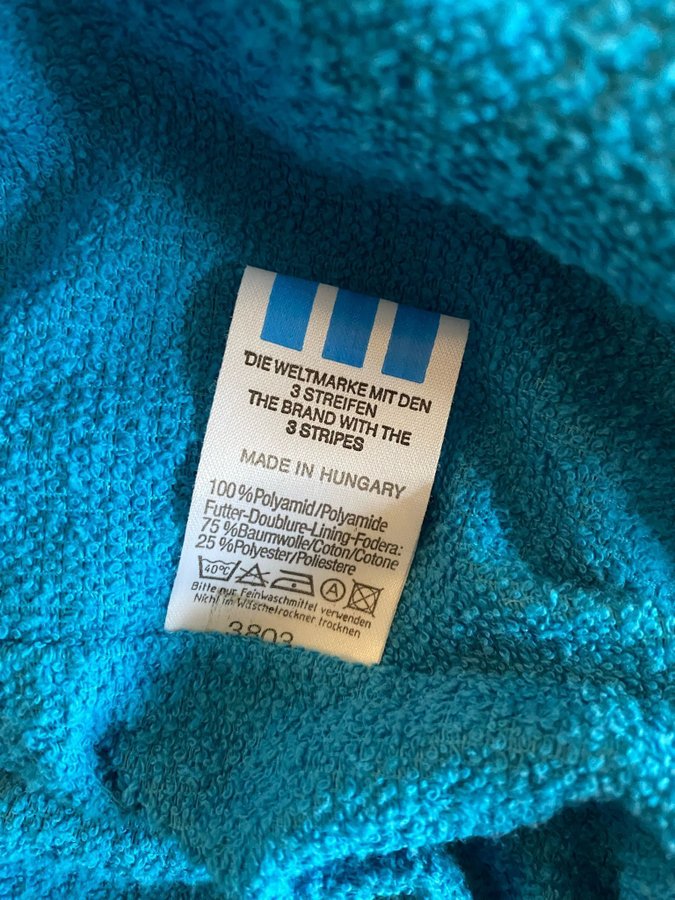 DIE WELTMARKE MIT DEN
3 STREIFEN
THE BRAND WITH THE
3 STRIPES
MADE IN HUNGARY
100%Polyamid/Polyamide
Futter-Doublure-Lining-Fodera:
75 %Baumwolle/Coton/Cotone
25 %Polyester/Poliestere
40°C A
Bitte nur Feinwaschmittel verwenden
Nicht im Wäschetrockner trocknen
3803